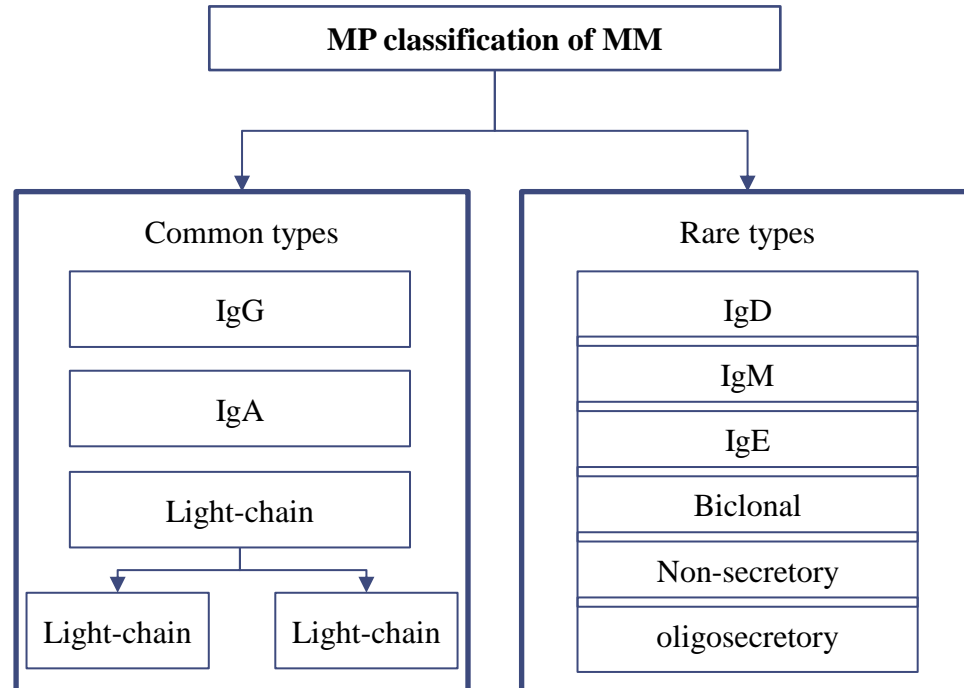 MP classification of MM
Common types
IgG
IgA
Light-chain
Light-chain
Light-chain
Rare types
IgD
IgM
IgE
Biclonal
Non-secretory
oligosecretory